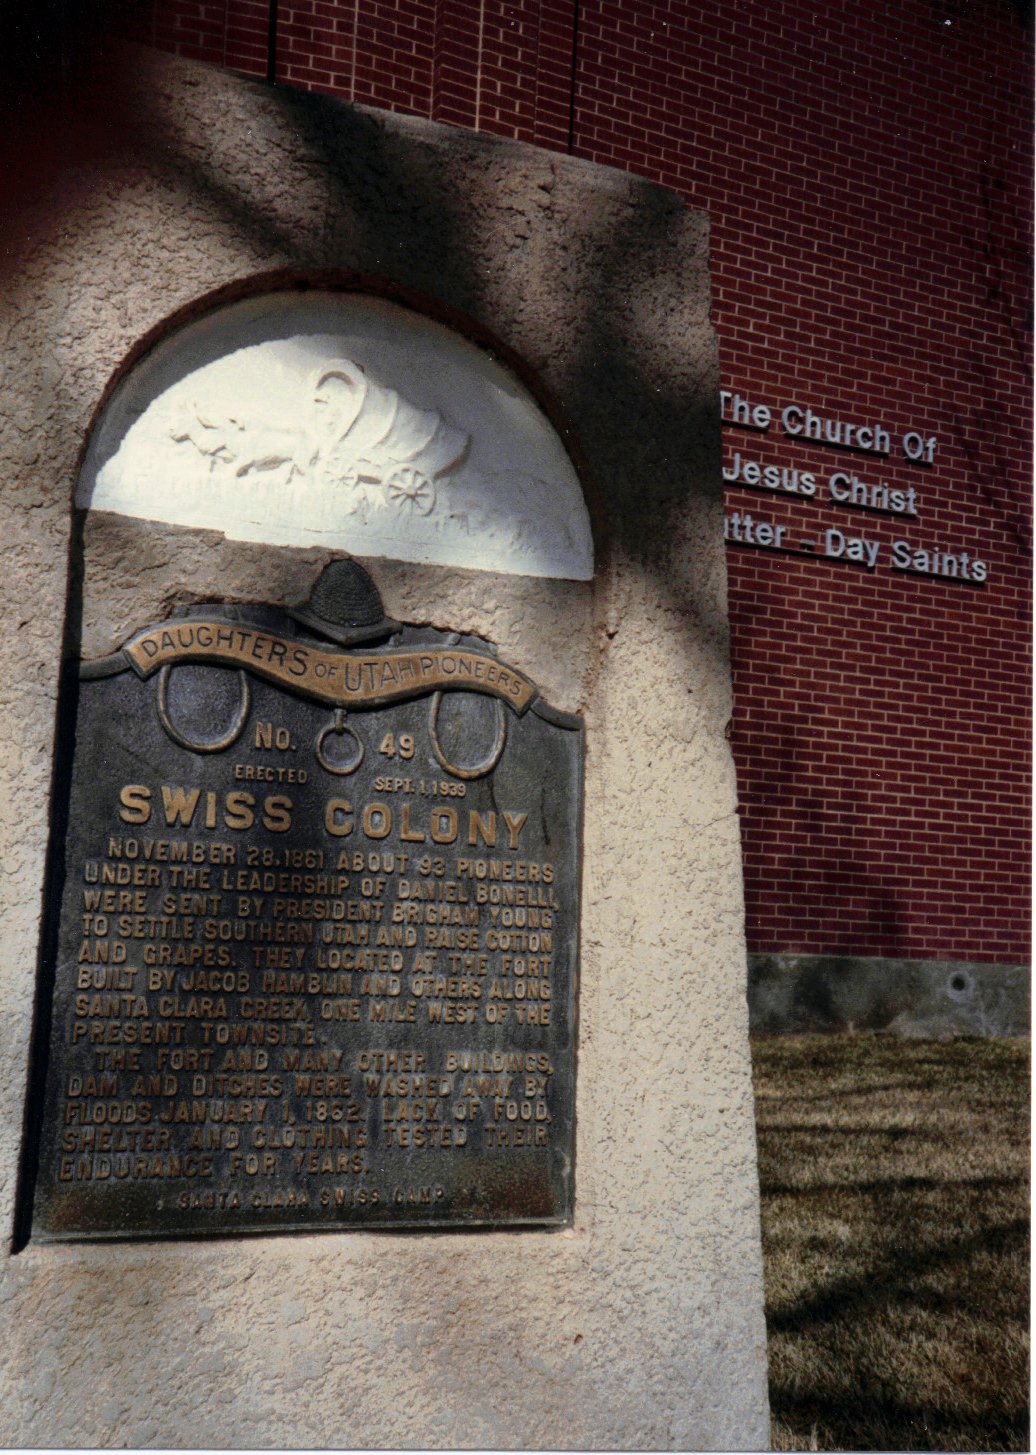 The Church Of
Jesus Christ
atter - Day Saints
DAUGHTERS OF UTAH PIONEERS
No. 49
ERECTED SEPT. 1, 1939
SWISS COLONY
NOVEMBER 28, 1861 ABOUT 93 PIONEERS
UNDER THE LEADERSHIP OF DANIEL BONELLI,
WERE SENT BY PRESIDENT BRIGHAM YOUNG
TO SETTLE SOUTHERN UTAH AND RAISE COTTON
AND GRAPES. THEY LOCATED AT THE FORT
BUILT BY JACOB HAMBLIN AND OTHERS ALONG
SANTA CLARA CREEK, ONE MILE WEST OF THE
PRESENT TOWNSITE.
THE FORT AND MANY OTHER BUILDINGS,
DAM AND DITCHES WERE WASHED AWAY BY
FLOODS JANUARY 1, 1862. LACK OF FOOD,
SHELTER AND CLOTHING TESTED THEIR
ENDURANCE FOR YEARS.
SANTA CLARA SWISS CAMP